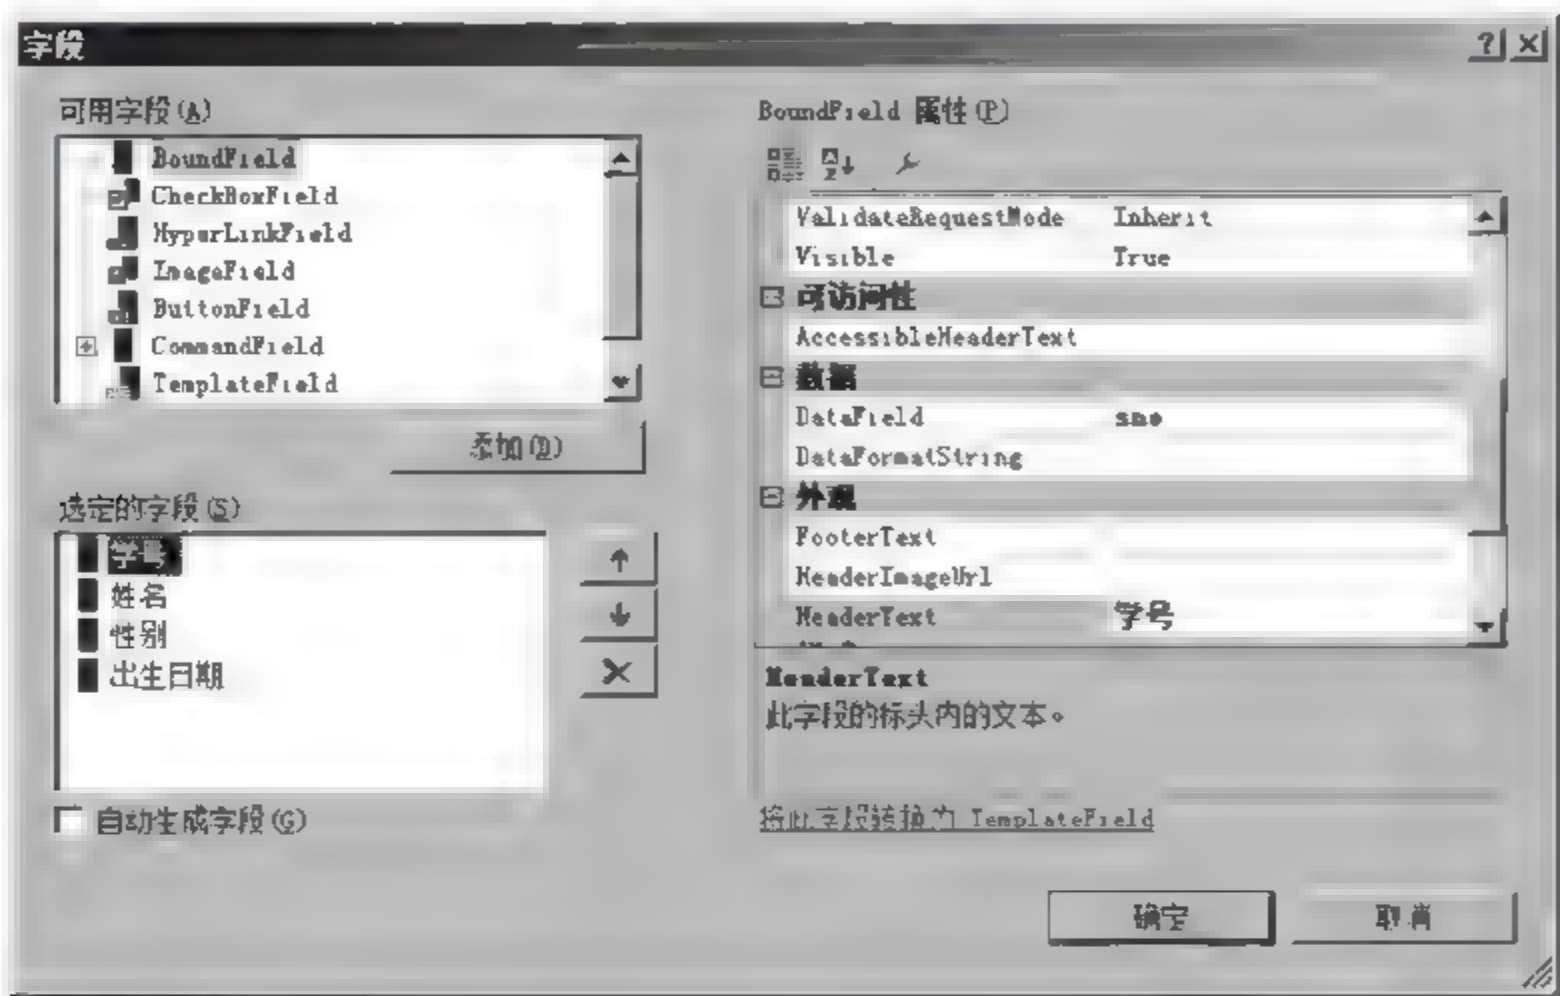 字段
可用字段(A)
BoundField
CheckBoxField
HyperLinkField
ImageField
ButtonField
CommandField
TemplateField
添加(D)
选定的字段(S)
学号
姓名
性别
出生日期
自动生成字段(G)
BoundField 属性(P)
ValidateRequestMode Inherit
Visible True
可访问性
AccessibleHeaderText
数据
DataField sno
DataFormatString
外观
FooterText
HeaderImageUrl
HeaderText 学号
HeaderText
此字段的标头内的文本。
将此字段转换为 TemplateField
确定
取消